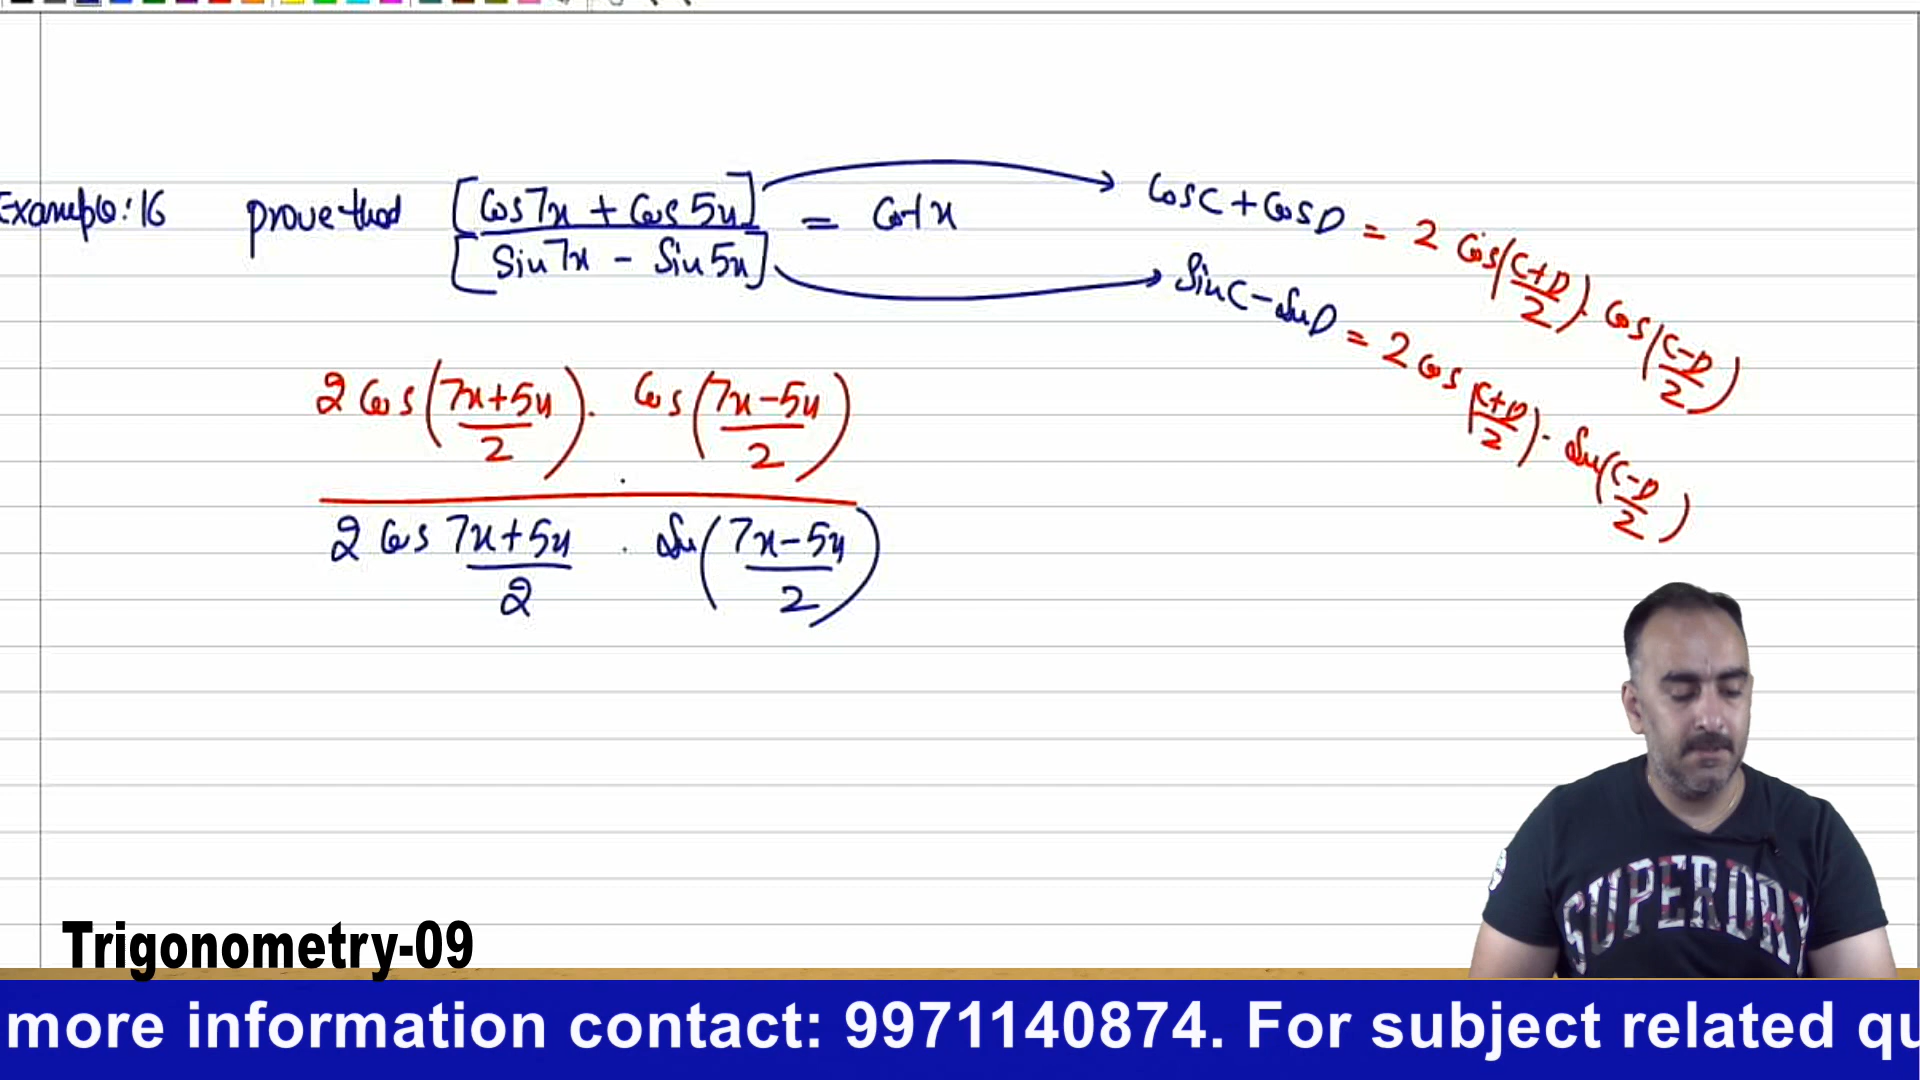 Example: 16 prove that [Cos 7x + Cos 5x] / [Sin 7x - Sin 5x] = Cot x
Cos C + Cos D = 2 Cos(C+D/2) . Cos(C-D/2)
Sin C - Sin D = 2 Cos(C+D/2) . Sin(C-D/2)
2 Cos(7x+5x/2) . Cos(7x-5x/2)
2 Cos 7x+5x/2 . Sin(7x-5x/2)
SUPERDRY
Trigonometry-09
more information contact: 9971140874. For subject related qu